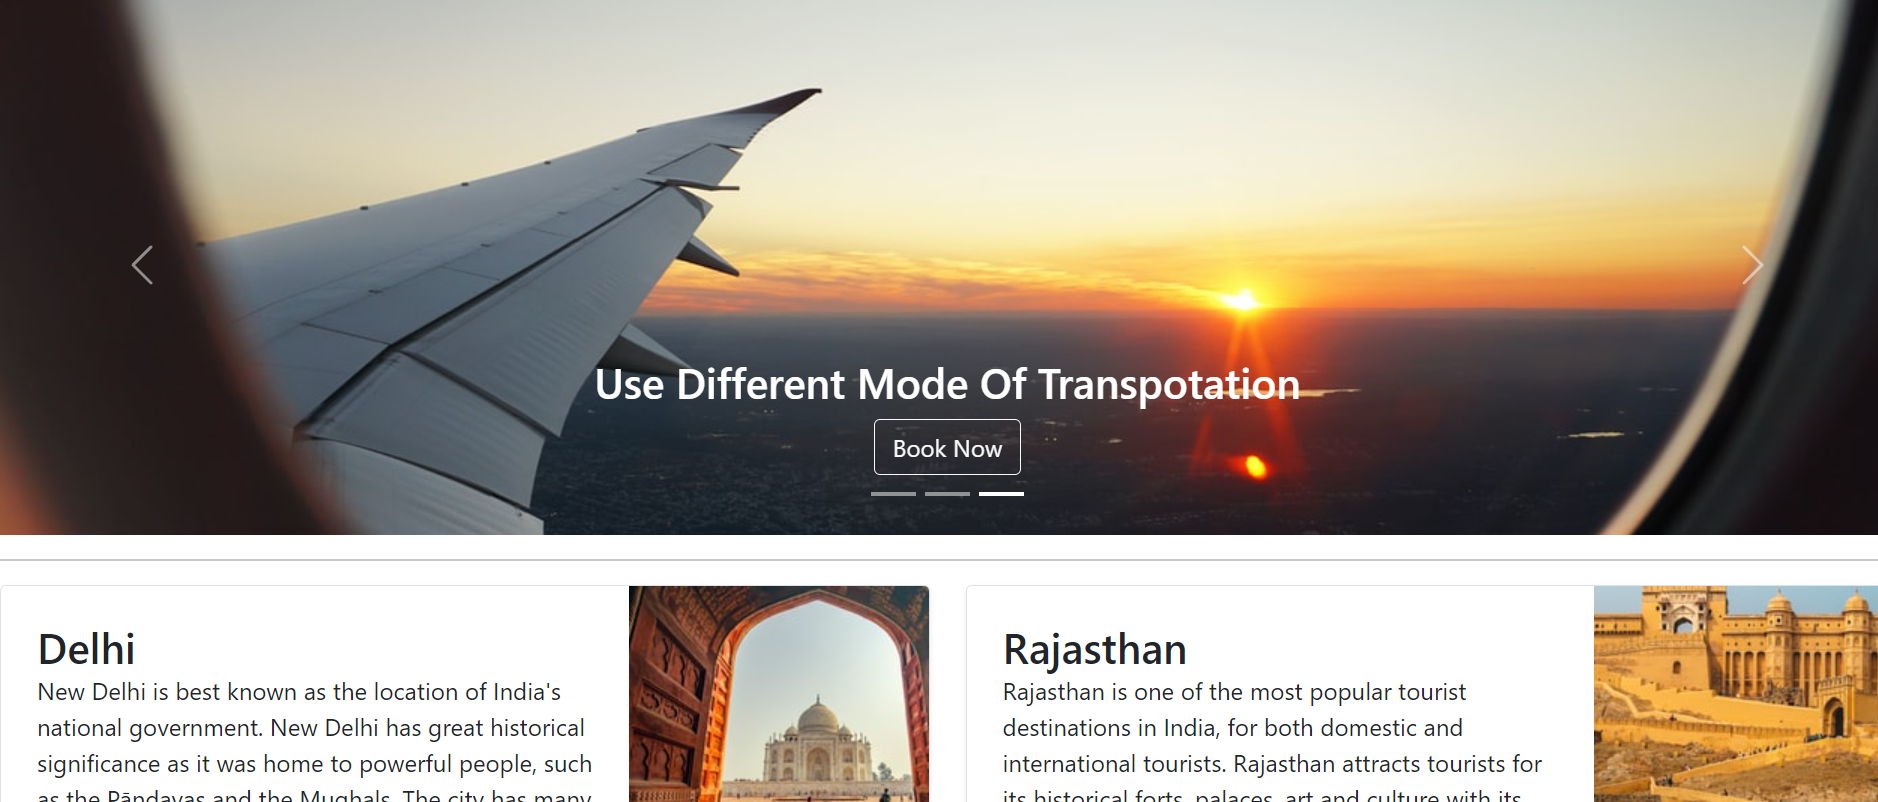 Use Different Mode Of Transpotation
Book Now
Delhi
New Delhi is best known as the location of India's
national government. New Delhi has great historical
significance as it was home to powerful people, such
as the Pāndavas and the Mughals. The city has many
Rajasthan
Rajasthan is one of the most popular tourist
destinations in India, for both domestic and
international tourists. Rajasthan attracts tourists for
its historical forts, palaces, art and culture with its